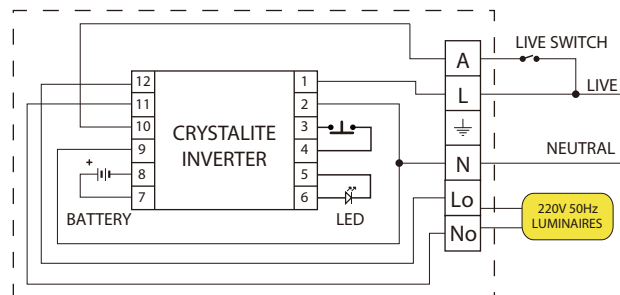 A
LIVE SWITCH
12
1
L
LIVE
11
2
10
CRYSTALITE
INVERTER
3
9
4
N
NEUTRAL
+
8
5
7
6
Lo
220V 50Hz
LUMINAIRES
BATTERY
LED
No